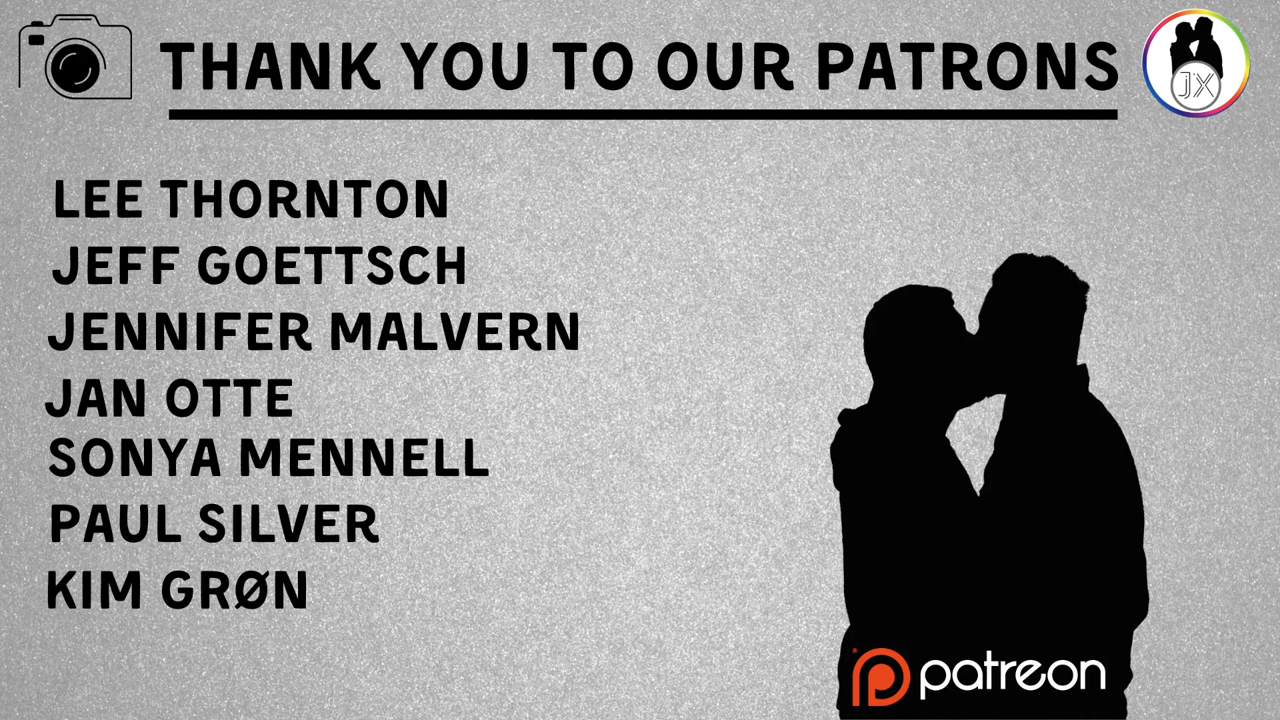 THANK YOU TO OUR PATRONS
JX
LEE THORNTON
JEFF GOETTSCH
JENNIFER MALVERN
JAN OTTE
SONYA MENNELL
PAUL SILVER
KIM GRØN
patreon